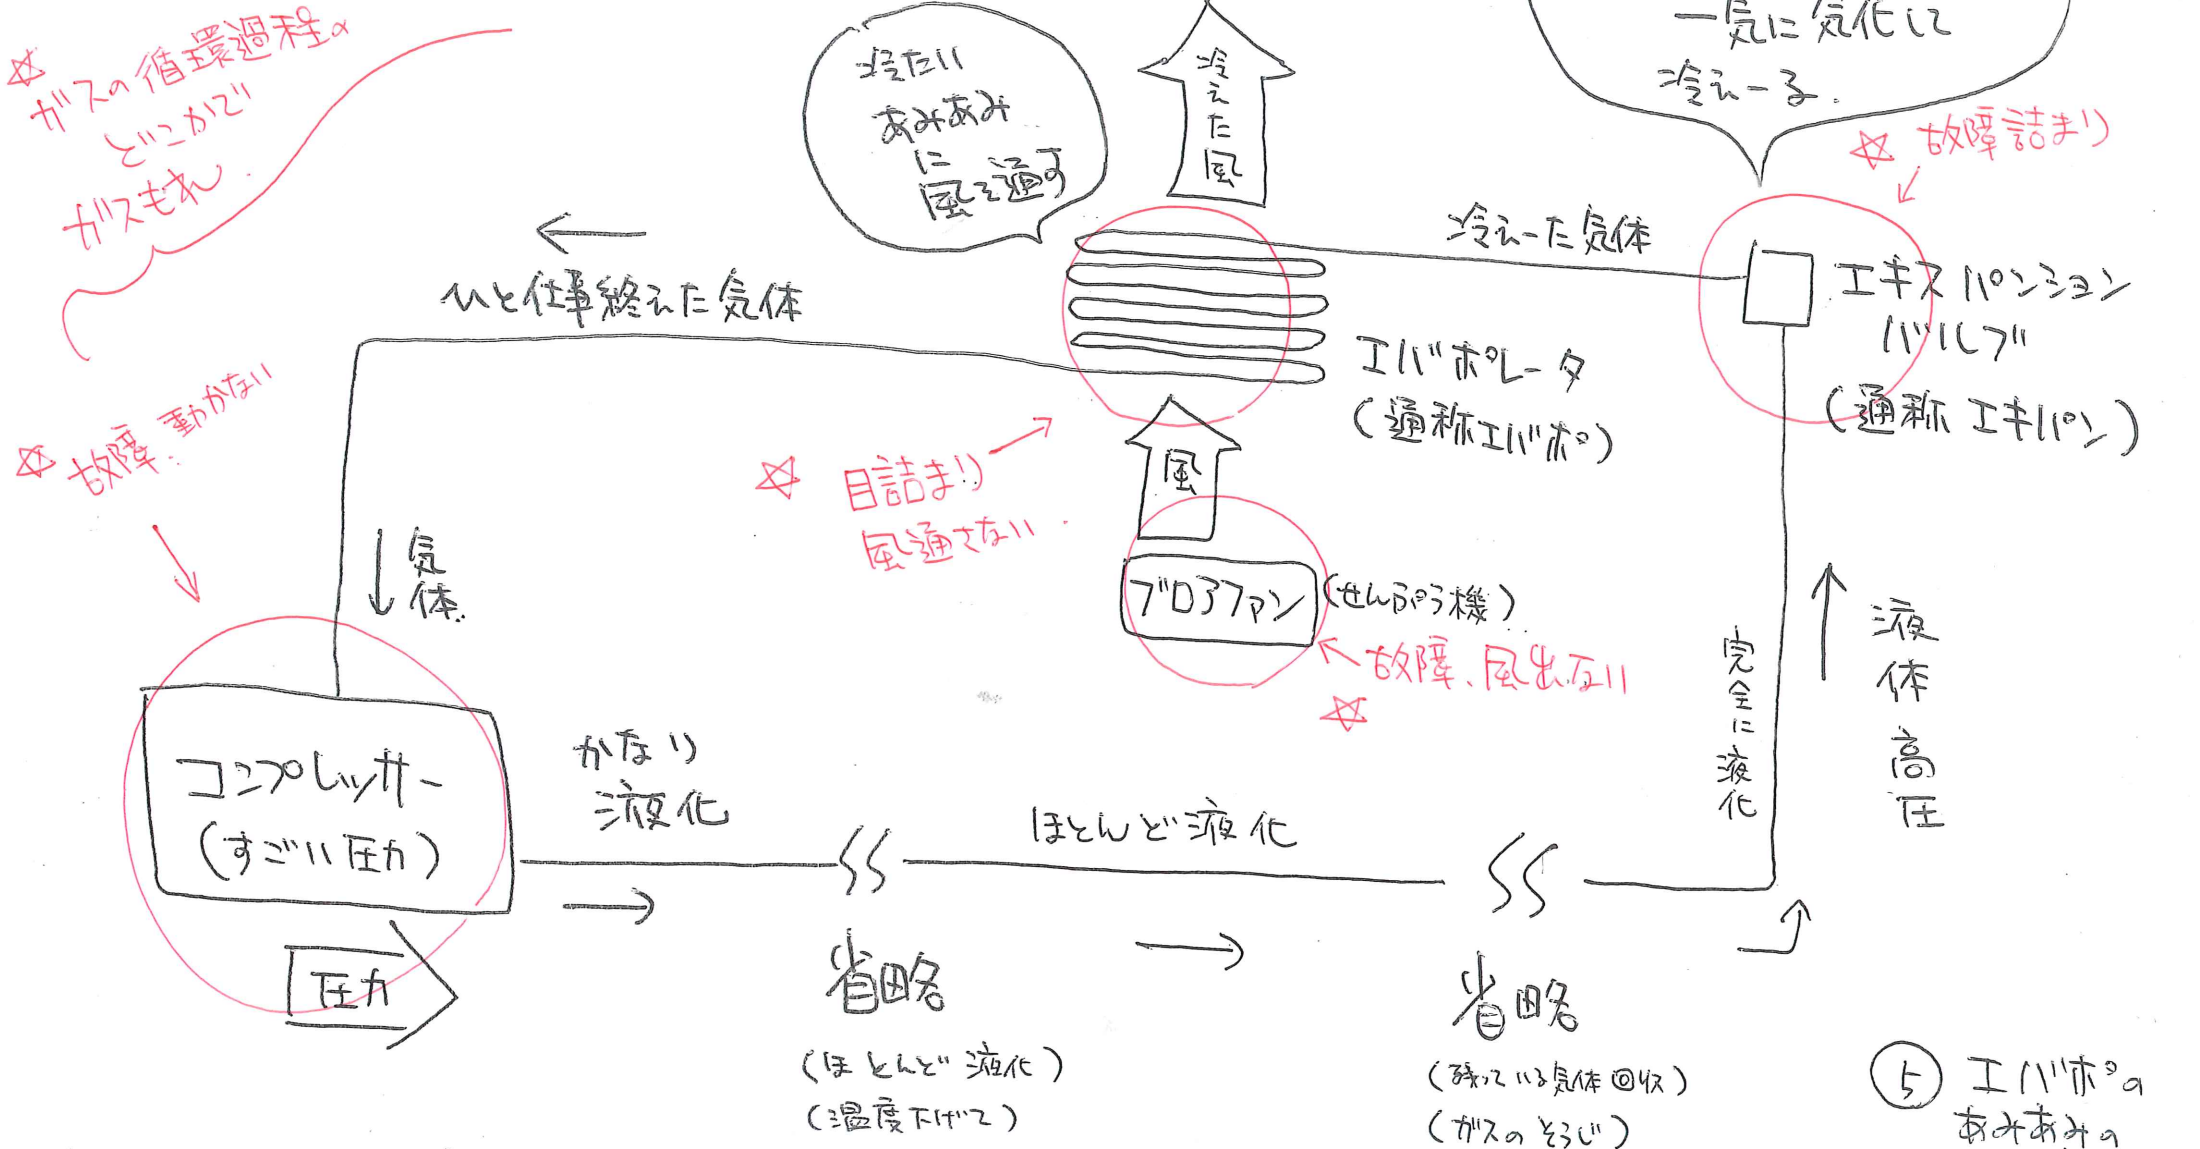 ☆ ガスの循環過程の
どこかで
ガスもれ
冷たい
あみあみ
に
風を通す
冷えた風
一気に気化して
冷えーる.
☆ 故障詰まり
ひと仕事終えた気体
冷えーた気体
エキスパンション
バルブ
(通称エキパン)
エバポレータ
(通称エバポ)
☆ 故障. 動かない
☆ 目詰まり
風通さない.
風
ブロアファン
(せんぷう機)
故障、風出ない
☆
気体.
コンプレッサー
(すごい圧力)
圧力
かなり
液化
ほとんど液化
完全に液化
液体高圧
省略
(ほとんど液化)
(温度下げて)
省略
(残っている気体回収)
(ガスのそうじ)
⑤ エバポの
あみあみの